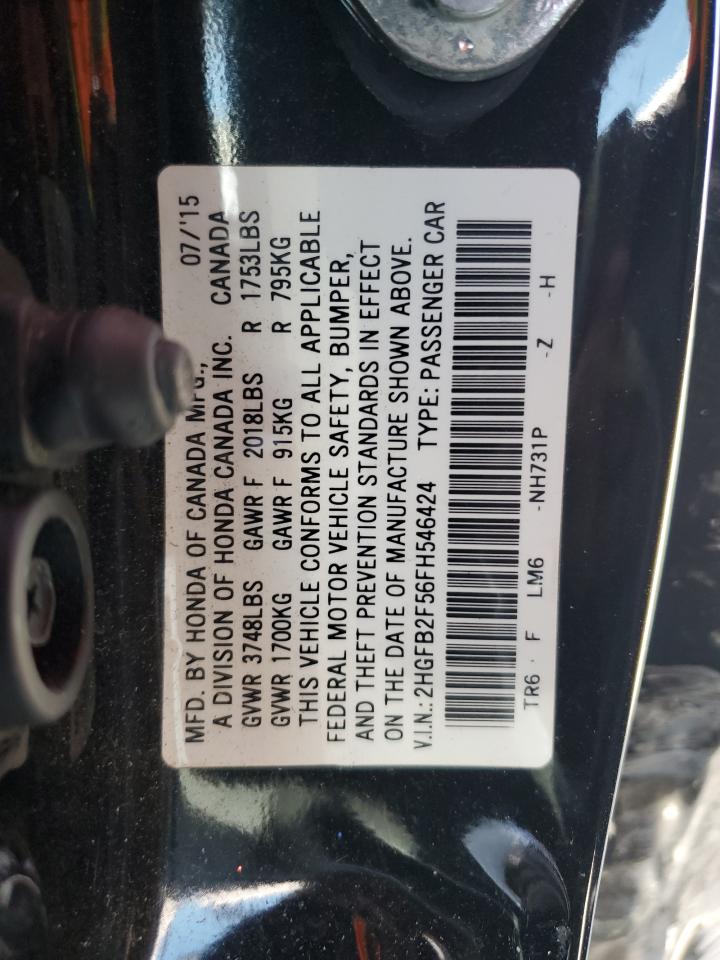 MFD. BY HONDA OF CANADA MFG., 07/'15
A DIVISION OF HONDA CANADA INC. CANADA
GVWR 3748LBS GAWR F 2018LBS R 1753LBS
GVWR 1700KG GAWR F 915KG R 795KG
THIS VEHICLE CONFORMS TO ALL APPLICABLE
FEDERAL MOTOR VEHICLE SAFETY, BUMPER,
AND THEFT PREVENTION STANDARDS IN EFFECT
ON THE DATE OF MANUFACTURE SHOWN ABOVE.
V.I.N.: 2HGFB2F56FH546424 TYPE: PASSENGER CAR
TR6 · F LM6 -NH731P -Z -H